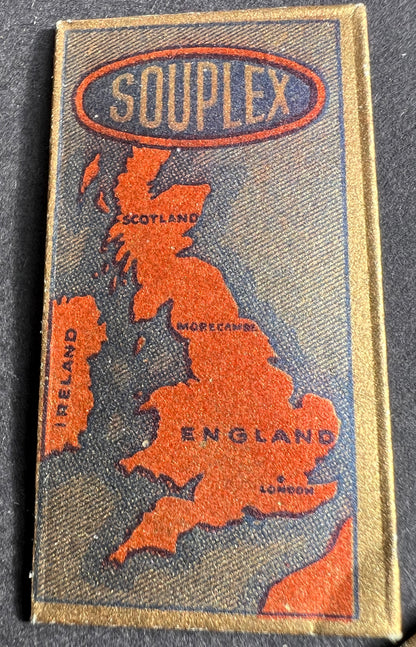 SOUPLEX
SCOTLAND
MORECAMBE
IRELAND
ENGLAND
LONDON